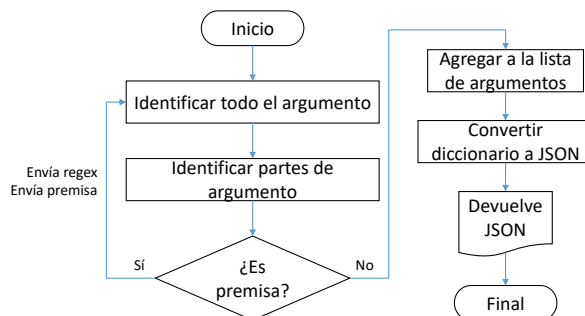 Inicio
Identificar todo el argumento
Envía regex
Envía premisa
Identificar partes de
argumento
¿Es
premisa?
Sí
No
Agregar a la lista
de argumentos
Convertir
diccionario a JSON
Devuelve
JSON
Final